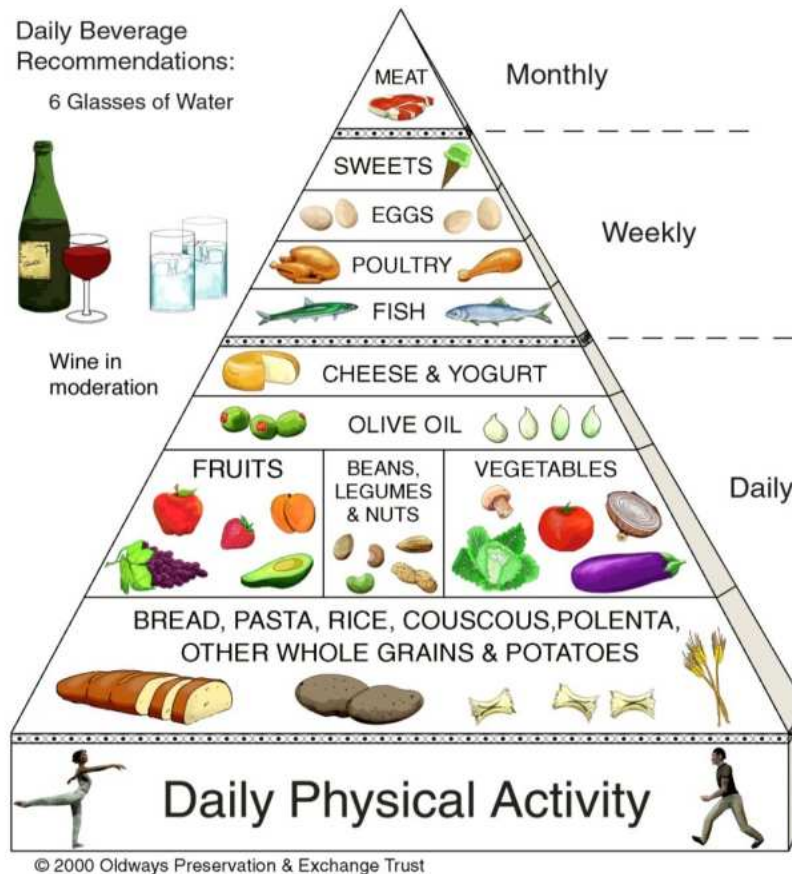 Daily Beverage
Recommendations:
6 Glasses of Water
Wine in
moderation
MEAT
Monthly
SWEETS
EGGS
Weekly
POULTRY
FISH
CHEESE & YOGURT
OLIVE OIL
FRUITS
BEANS,
LEGUMES
& NUTS
VEGETABLES
Daily
BREAD, PASTA, RICE, COUSCOUS,POLENTA,
OTHER WHOLE GRAINS & POTATOES
Daily Physical Activity
© 2000 Oldways Preservation & Exchange Trust